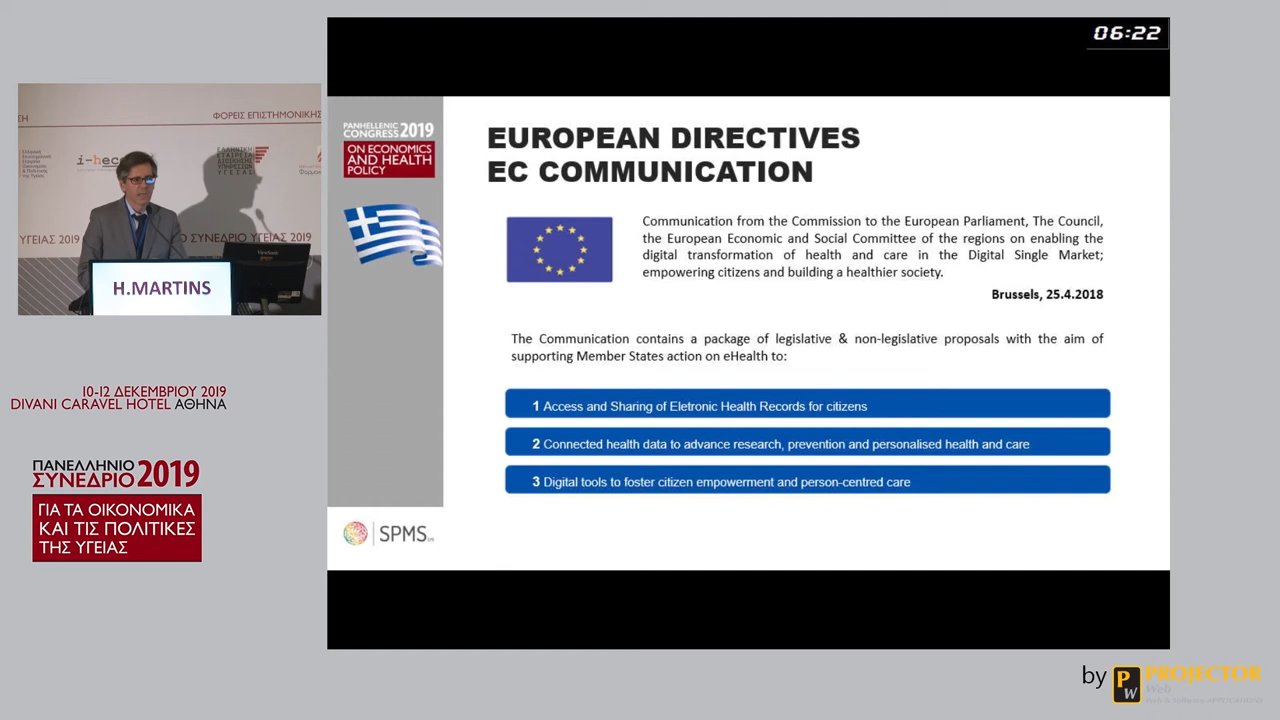 06:22
ΦΟΡΕΙΣ ΕΠΙΣΤΗΜΟΝΙΚΗΣ
i-hec
ΥΓΕΙΑΣ 2019
ΣΥΝΕΔΡΙΟ ΥΓΕΙΑΣ 2019
H.MARTINS
10-12 ΔΕΚΕΜΒΡΙΟΥ 2019
DIVANI CARAVEL HOTEL ΑΘΗΝΑ
ΠΑΝΕΛΛΗΝΙΟ
ΣΥΝΕΔΡΙΟ 2019
ΓΙΑ ΤΑ ΟΙΚΟΝΟΜΙΚΑ
ΚΑΙ ΤΙΣ ΠΟΛΙΤΙΚΕΣ
ΤΗΣ ΥΓΕΙΑΣ
PANHELLENIC
CONGRESS 2019
ON ECONOMICS
AND HEALTH
POLICY
EUROPEAN DIRECTIVES
EC COMMUNICATION
Communication from the Commission to the European Parliament, The Council,
the European Economic and Social Committee of the regions on enabling the
digital transformation of health and care in the Digital Single Market;
empowering citizens and building a healthier society.
Brussels, 25.4.2018
The Communication contains a package of legislative & non-legislative proposals with the aim of
supporting Member States action on eHealth to:
1 Access and Sharing of Eletronic Health Records for citizens
2 Connected health data to advance research, prevention and personalised health and care
3 Digital tools to foster citizen empowerment and person-centred care
SPMS
by PW PROJECTOR
Web